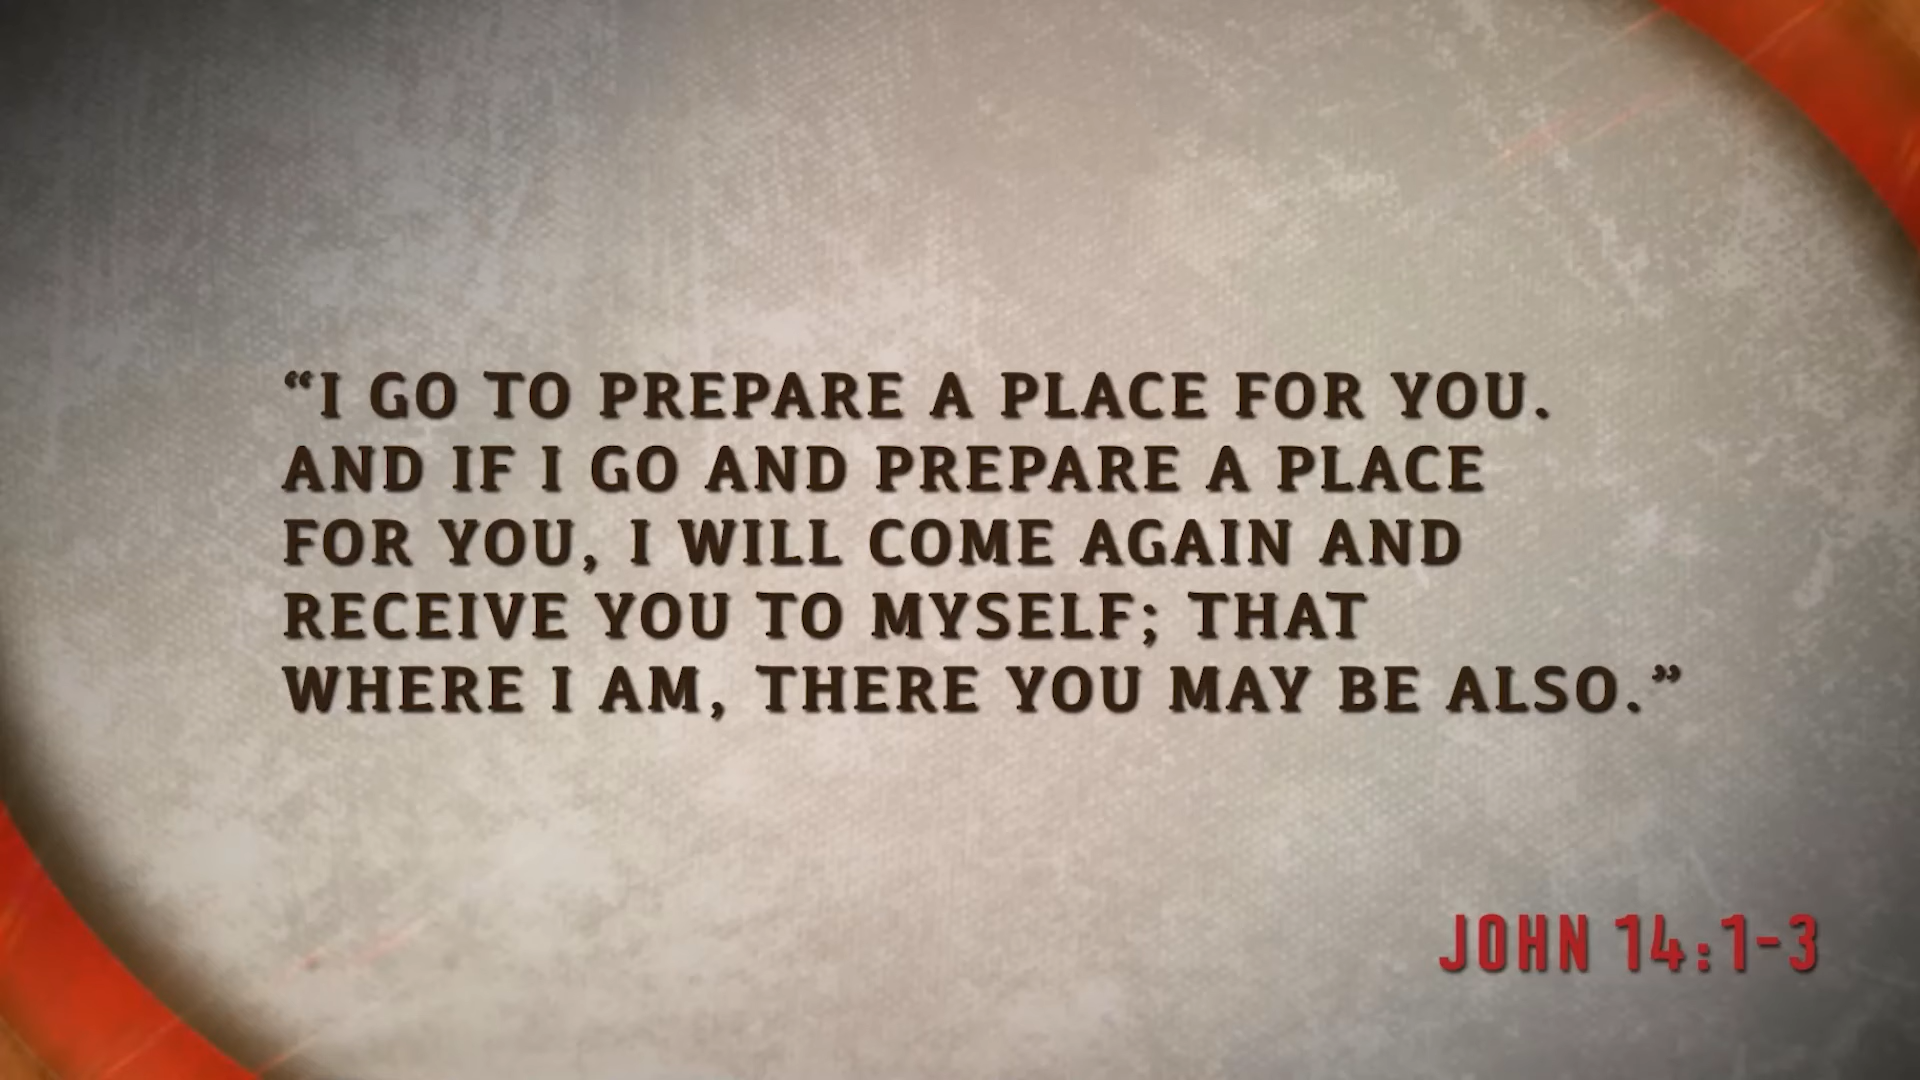 “I GO TO PREPARE A PLACE FOR YOU.
AND IF I GO AND PREPARE A PLACE
FOR YOU, I WILL COME AGAIN AND
RECEIVE YOU TO MYSELF; THAT
WHERE I AM, THERE YOU MAY BE ALSO.”
JOHN 14:1-3